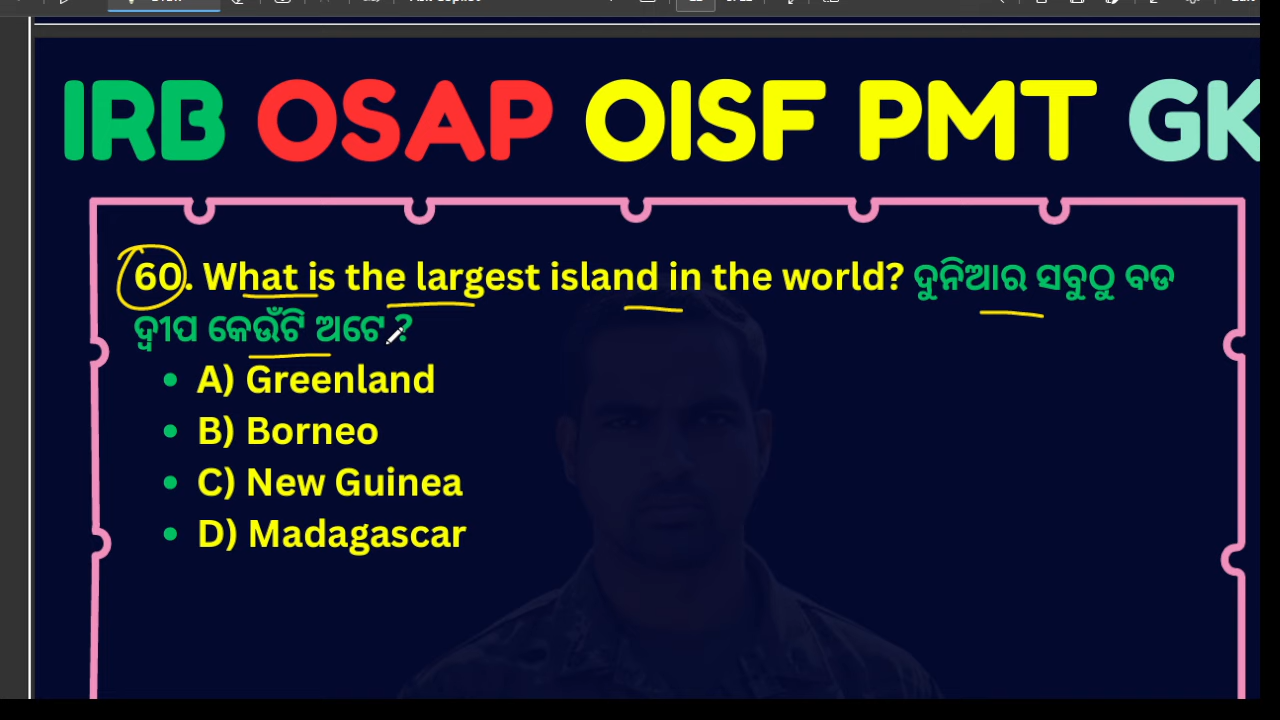 IRB OSAP OISF PMT GK
60. What is the largest island in the world? ଦୁନିଆର ସବୁଠୁ ବଡ
ଦ୍ୱୀପ କେଉଁଟି ଅଟେ ?
A) Greenland
B) Borneo
C) New Guinea
D) Madagascar